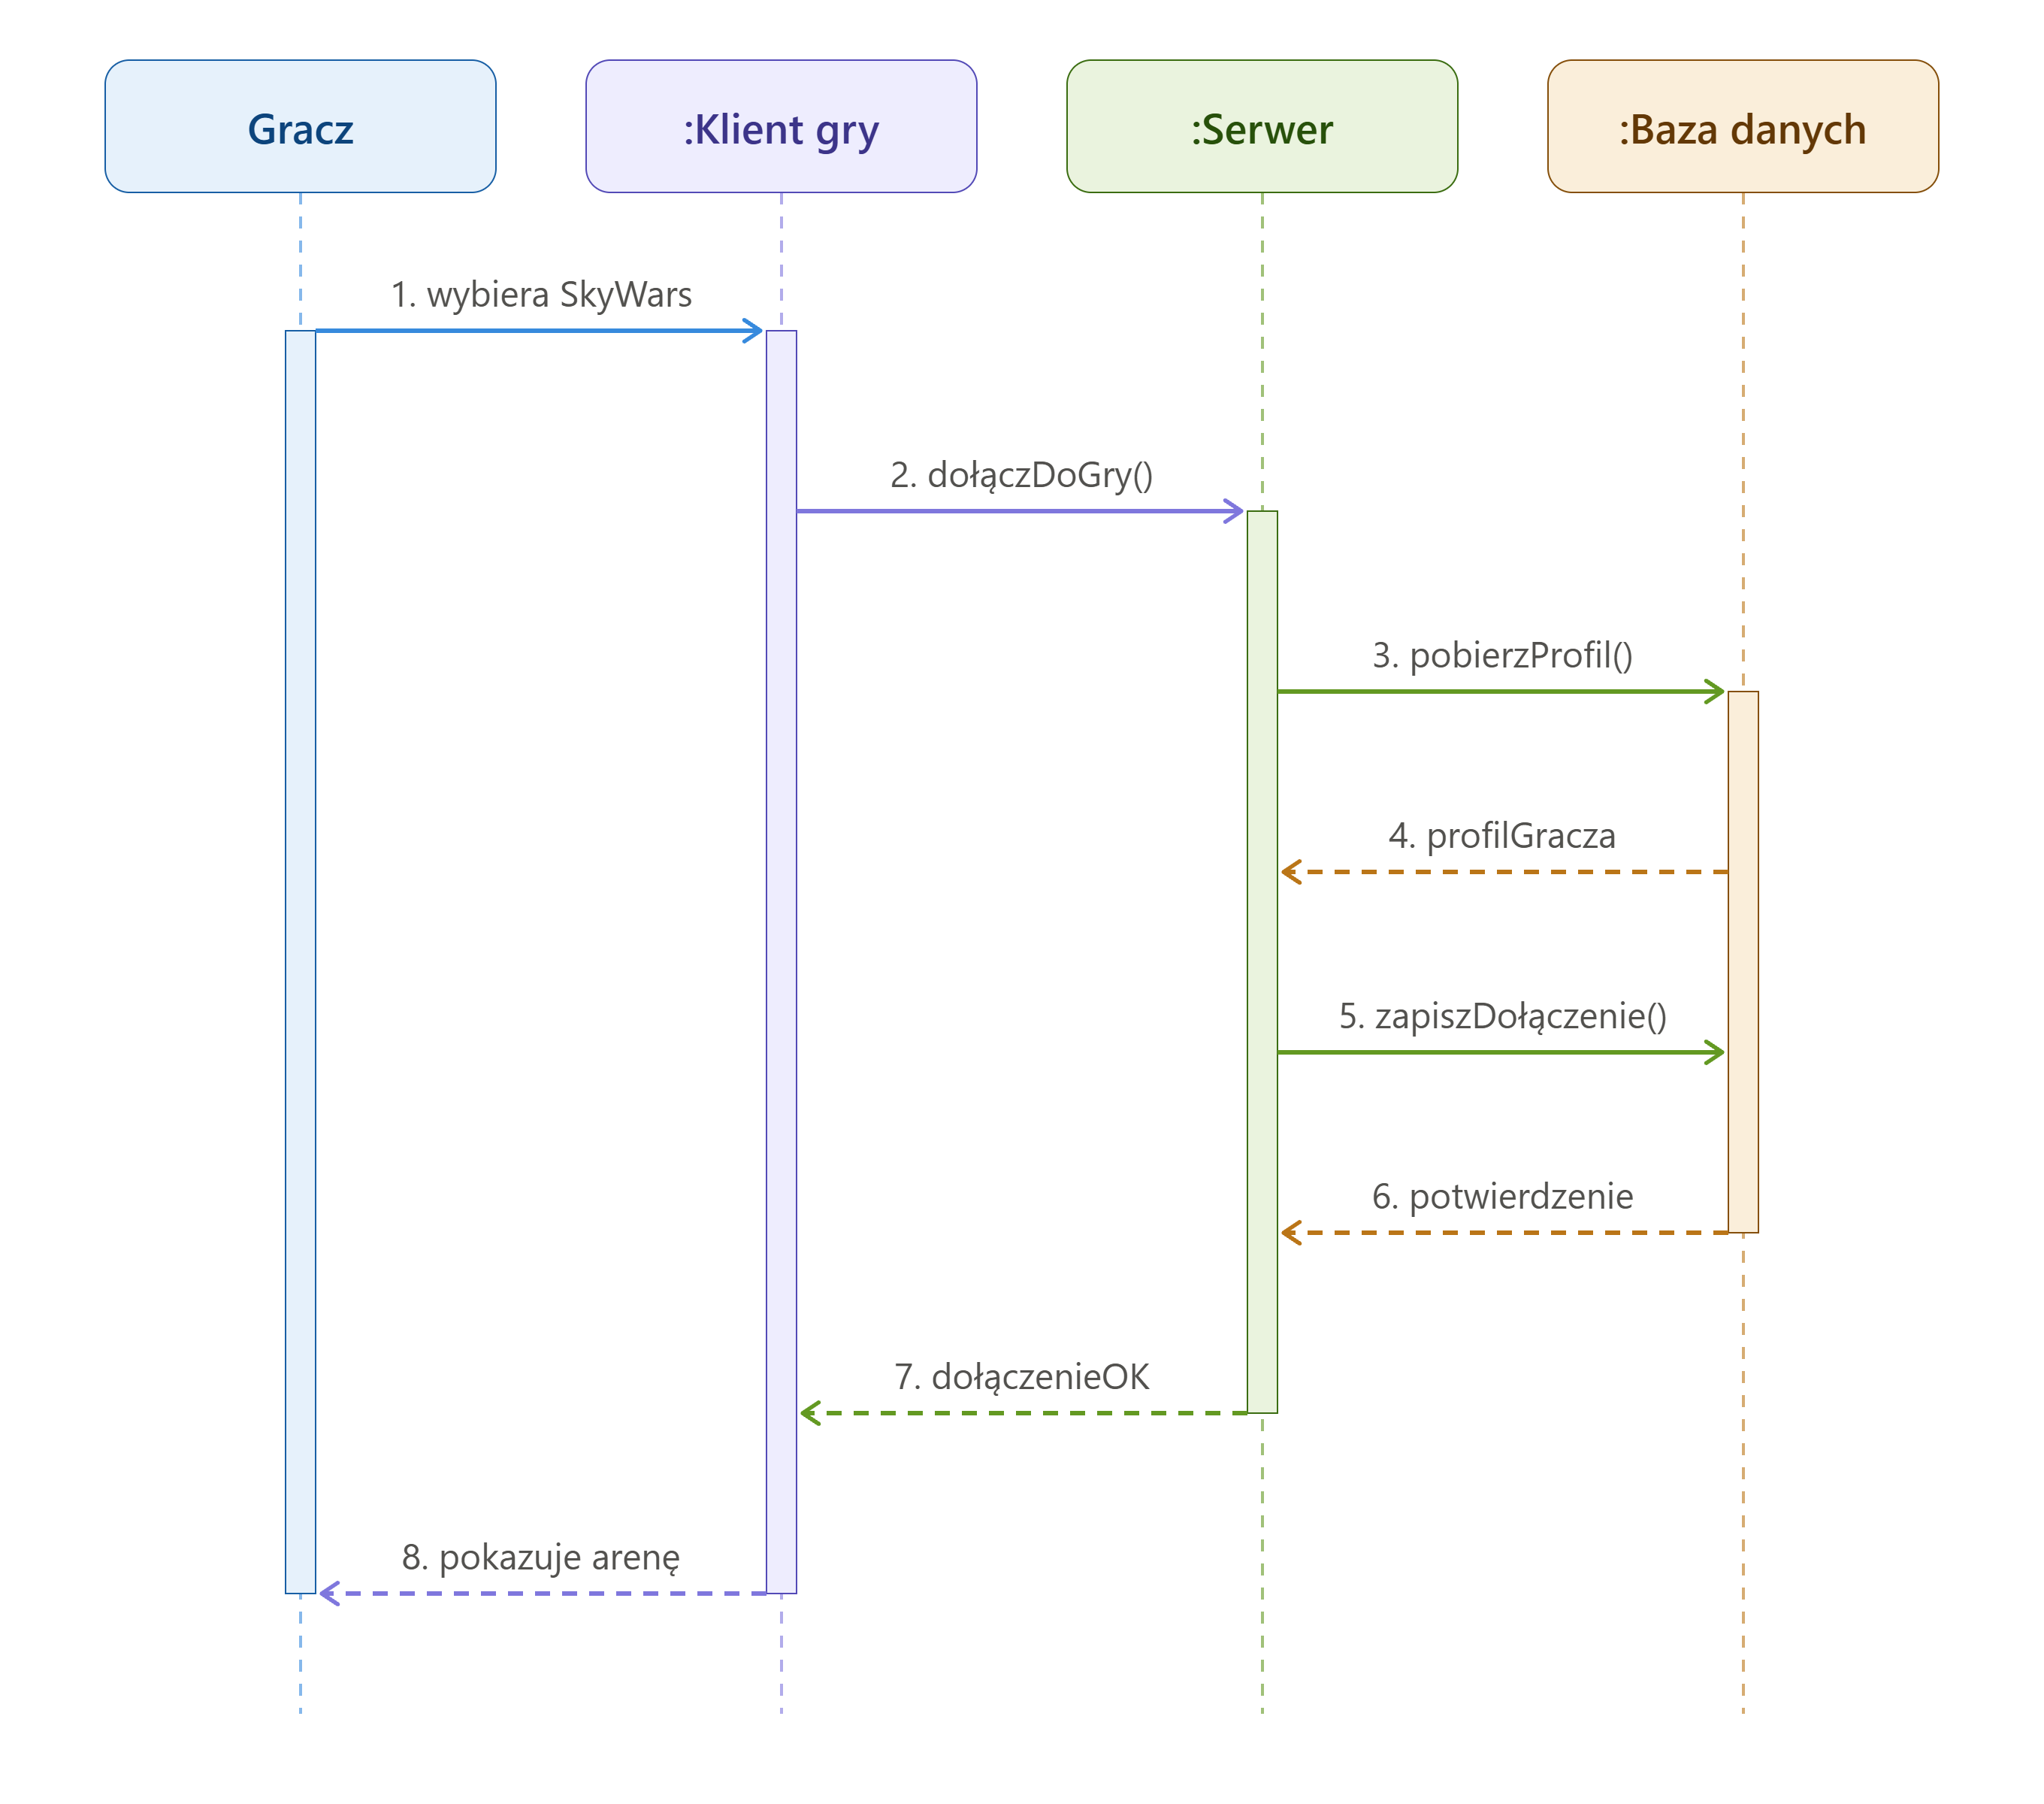 Gracz
:Klient gry
:Serwer
:Baza danych
1. wybiera SkyWars
2. dołączDoGry()
3. pobierzProfil()
4. profilGracza
5. zapiszDołączenie()
6. potwierdzenie
7. dołączenieOK
8. pokazuje arenę